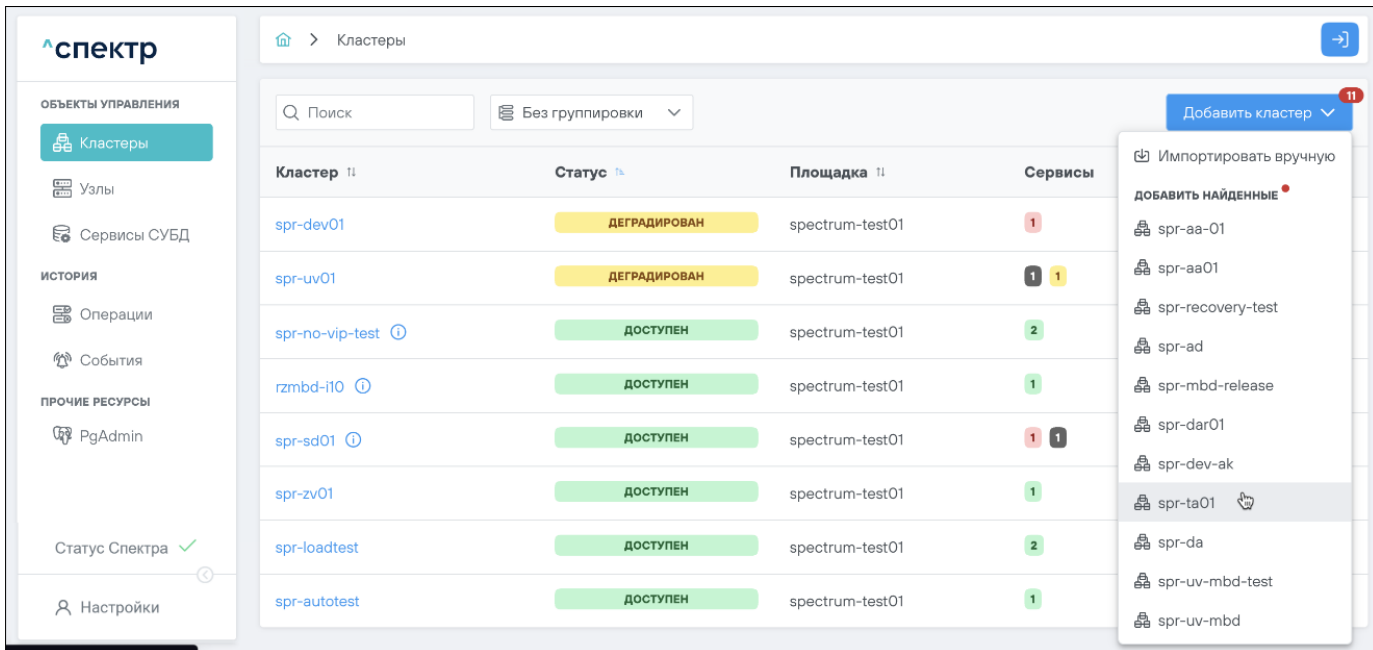 ^спектр
ОБЪЕКТЫ УПРАВЛЕНИЯ
Кластеры
Узлы
Сервисы СУБД
ИСТОРИЯ
Операции
События
ПРОЧИЕ РЕСУРСЫ
PgAdmin
Статус Спектра
Настройки
Кластеры
Поиск
Без группировки
Добавить кластер
11
Кластер Статус Площадка Сервисы
spr-dev01 ДЕГРАДИРОВАН spectrum-test01 1
spr-uv01 ДЕГРАДИРОВАН spectrum-test01 1 1
spr-no-vip-test ДОСТУПЕН spectrum-test01 2
rzmbd-i10 ДОСТУПЕН spectrum-test01 1
spr-sd01 ДОСТУПЕН spectrum-test01 1 1
spr-zv01 ДОСТУПЕН spectrum-test01 1
spr-loadtest ДОСТУПЕН spectrum-test01 2
spr-autotest ДОСТУПЕН spectrum-test01 1
Импортировать вручную
ДОБАВИТЬ НАЙДЕННЫЕ
spr-aa-01
spr-aa01
spr-recovery-test
spr-ad
spr-mbd-release
spr-dar01
spr-dev-ak
spr-ta01
spr-da
spr-uv-mbd-test
spr-uv-mbd